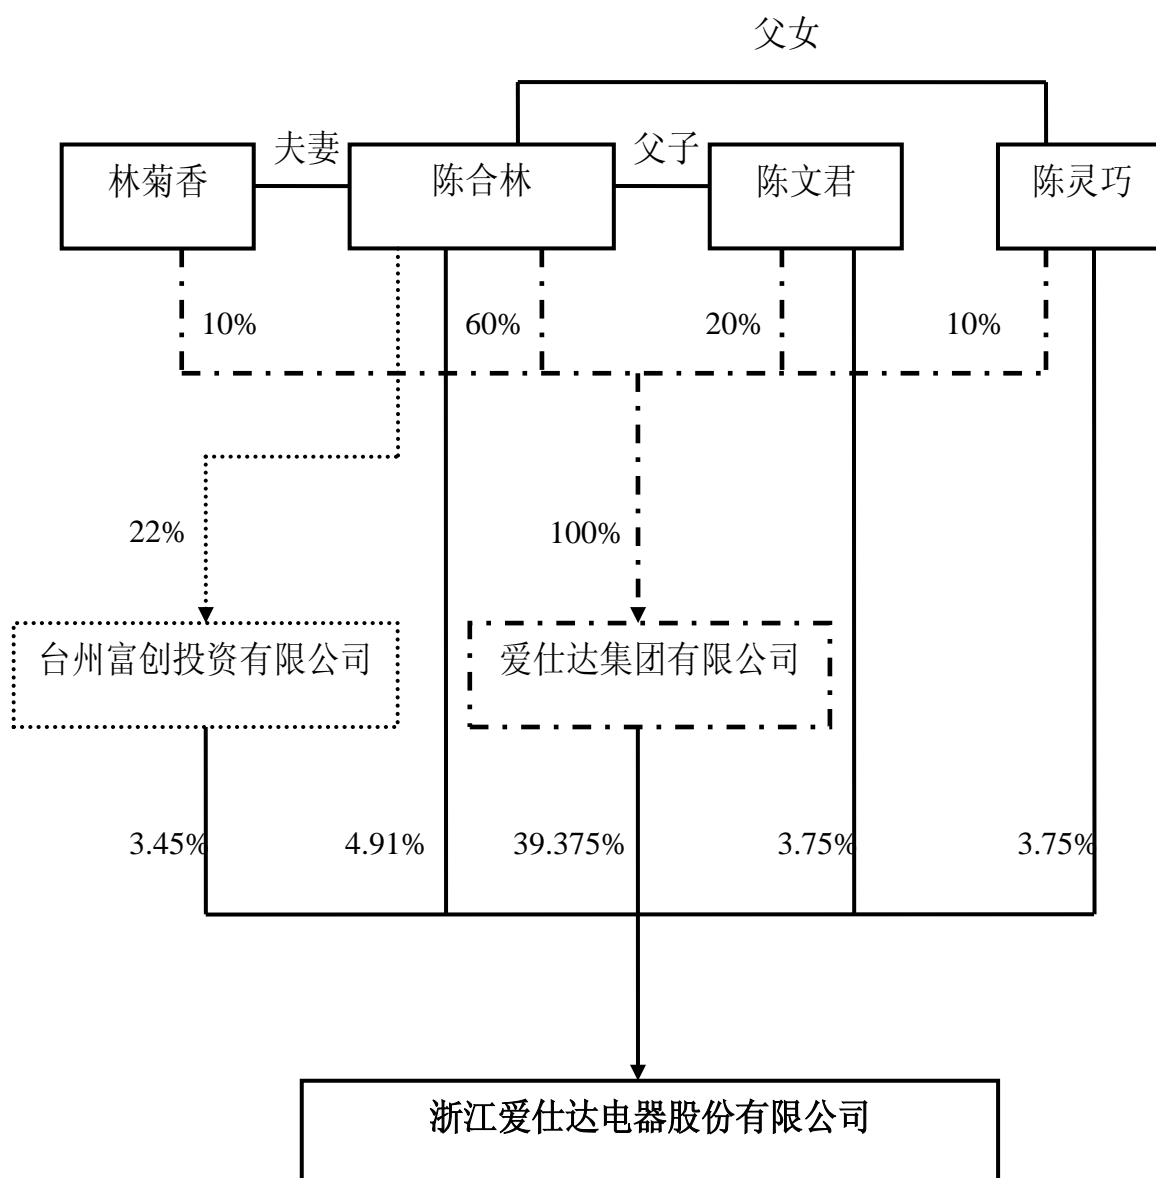 父女
夫妻
父子
林菊香
陈合林
陈文君
陈灵巧
10%
60%
20%
10%
22%
100%
台州富创投资有限公司
爱仕达集团有限公司
3.45%
4.91%
39.375%
3.75%
3.75%
浙江爱仕达电器股份有限公司